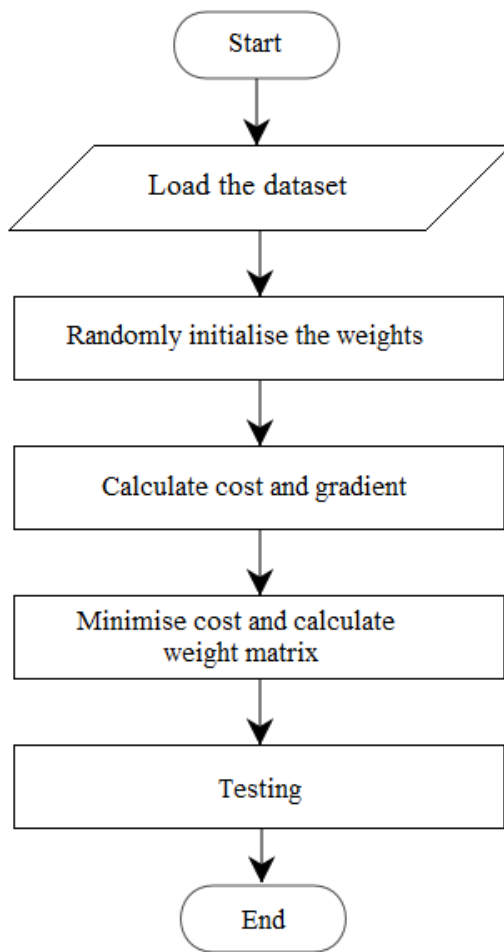 Start
Load the dataset
Randomly initialise the weights
Calculate cost and gradient
Minimise cost and calculate
weight matrix
Testing
End